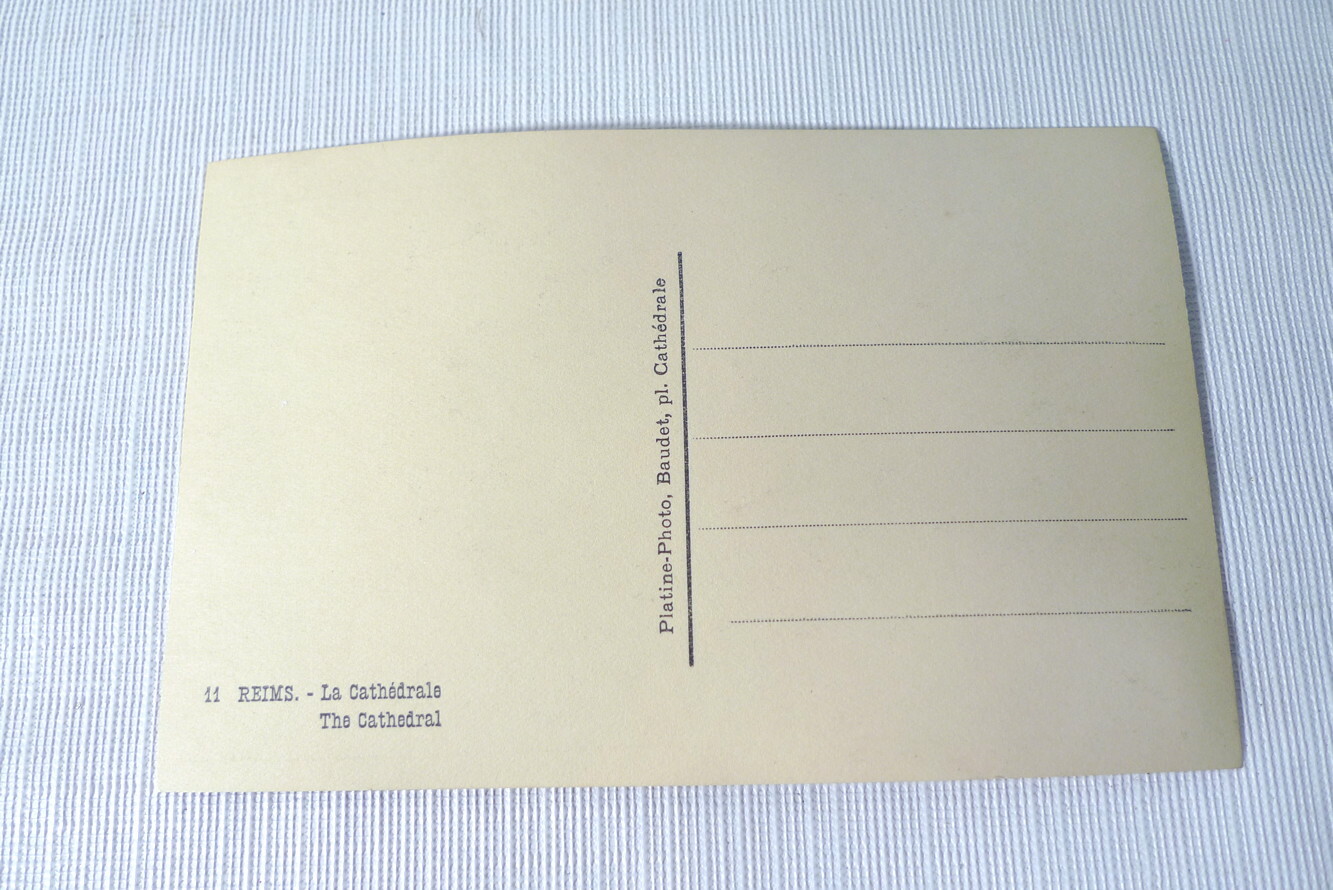 Platine-Photo, Baudet, pl. Cathédrale
11 REIMS. - La Cathédrale
The Cathedral